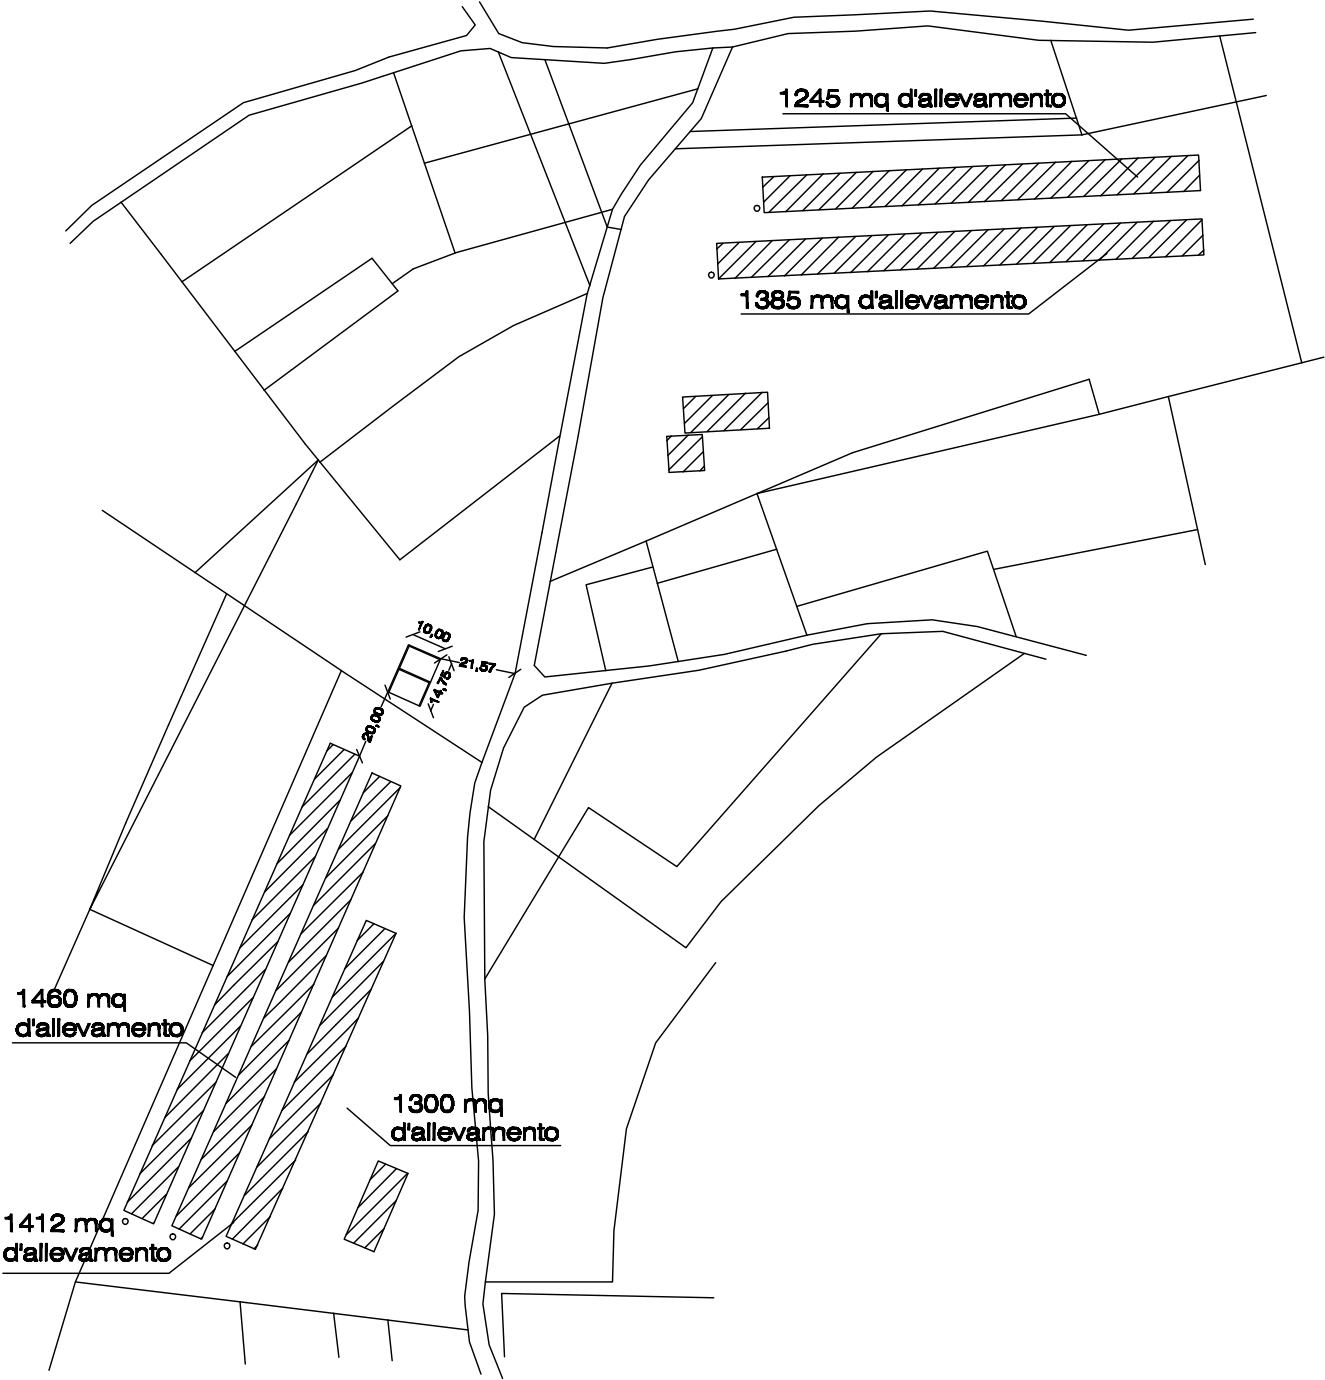 1245 mq d'allevamento
1385 mq d'allevamento
10,00
21,57
14,75
20,00
1460 mq
d'allevamento
1300 mq
d'allevamento
1412 mq
d'allevamento